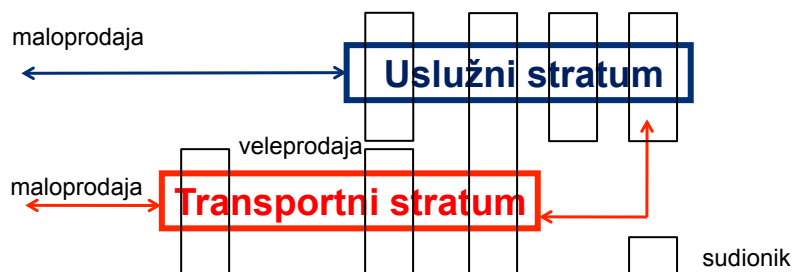 maloprodaja
Uslužni stratum
veleprodaja
maloprodaja
Transportni stratum
sudionik